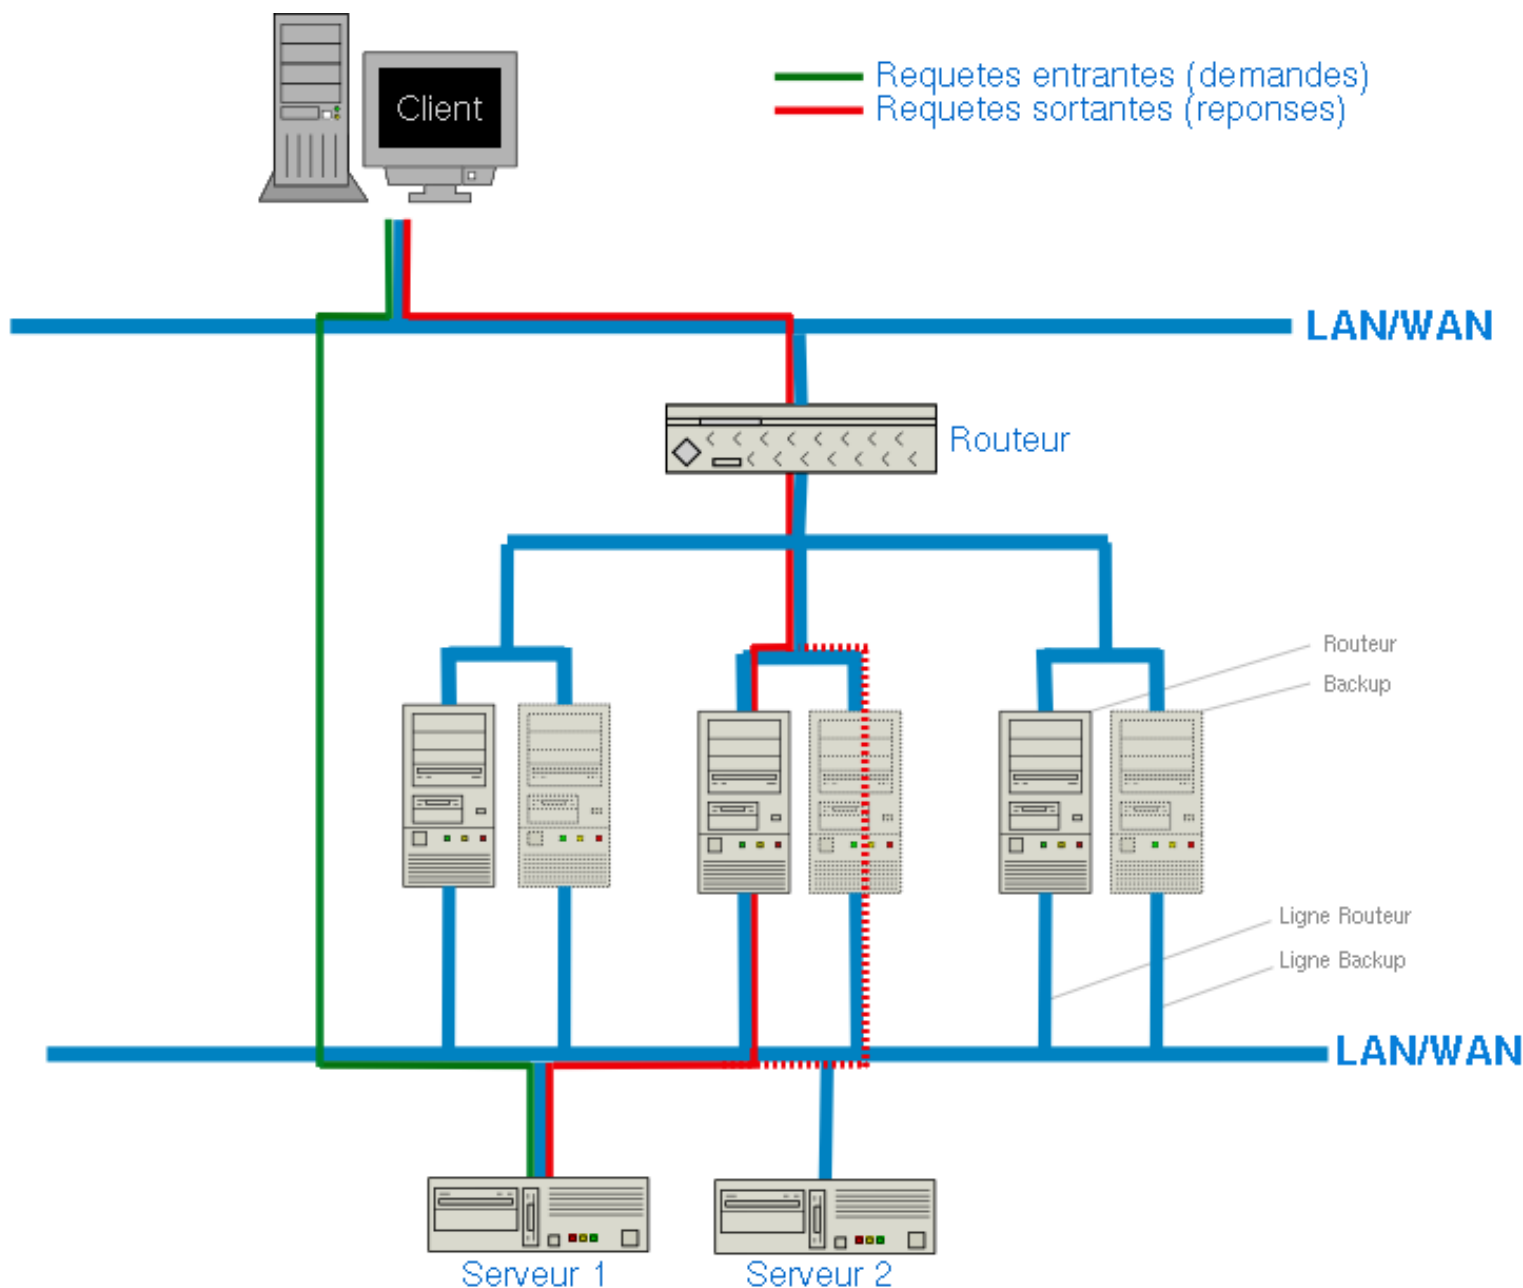 Client
Requetes entrantes (demandes)
Requetes sortantes (reponses)
LAN/WAN
Routeur
Routeur
Backup
Ligne Routeur
Ligne Backup
LAN/WAN
Serveur 1
Serveur 2